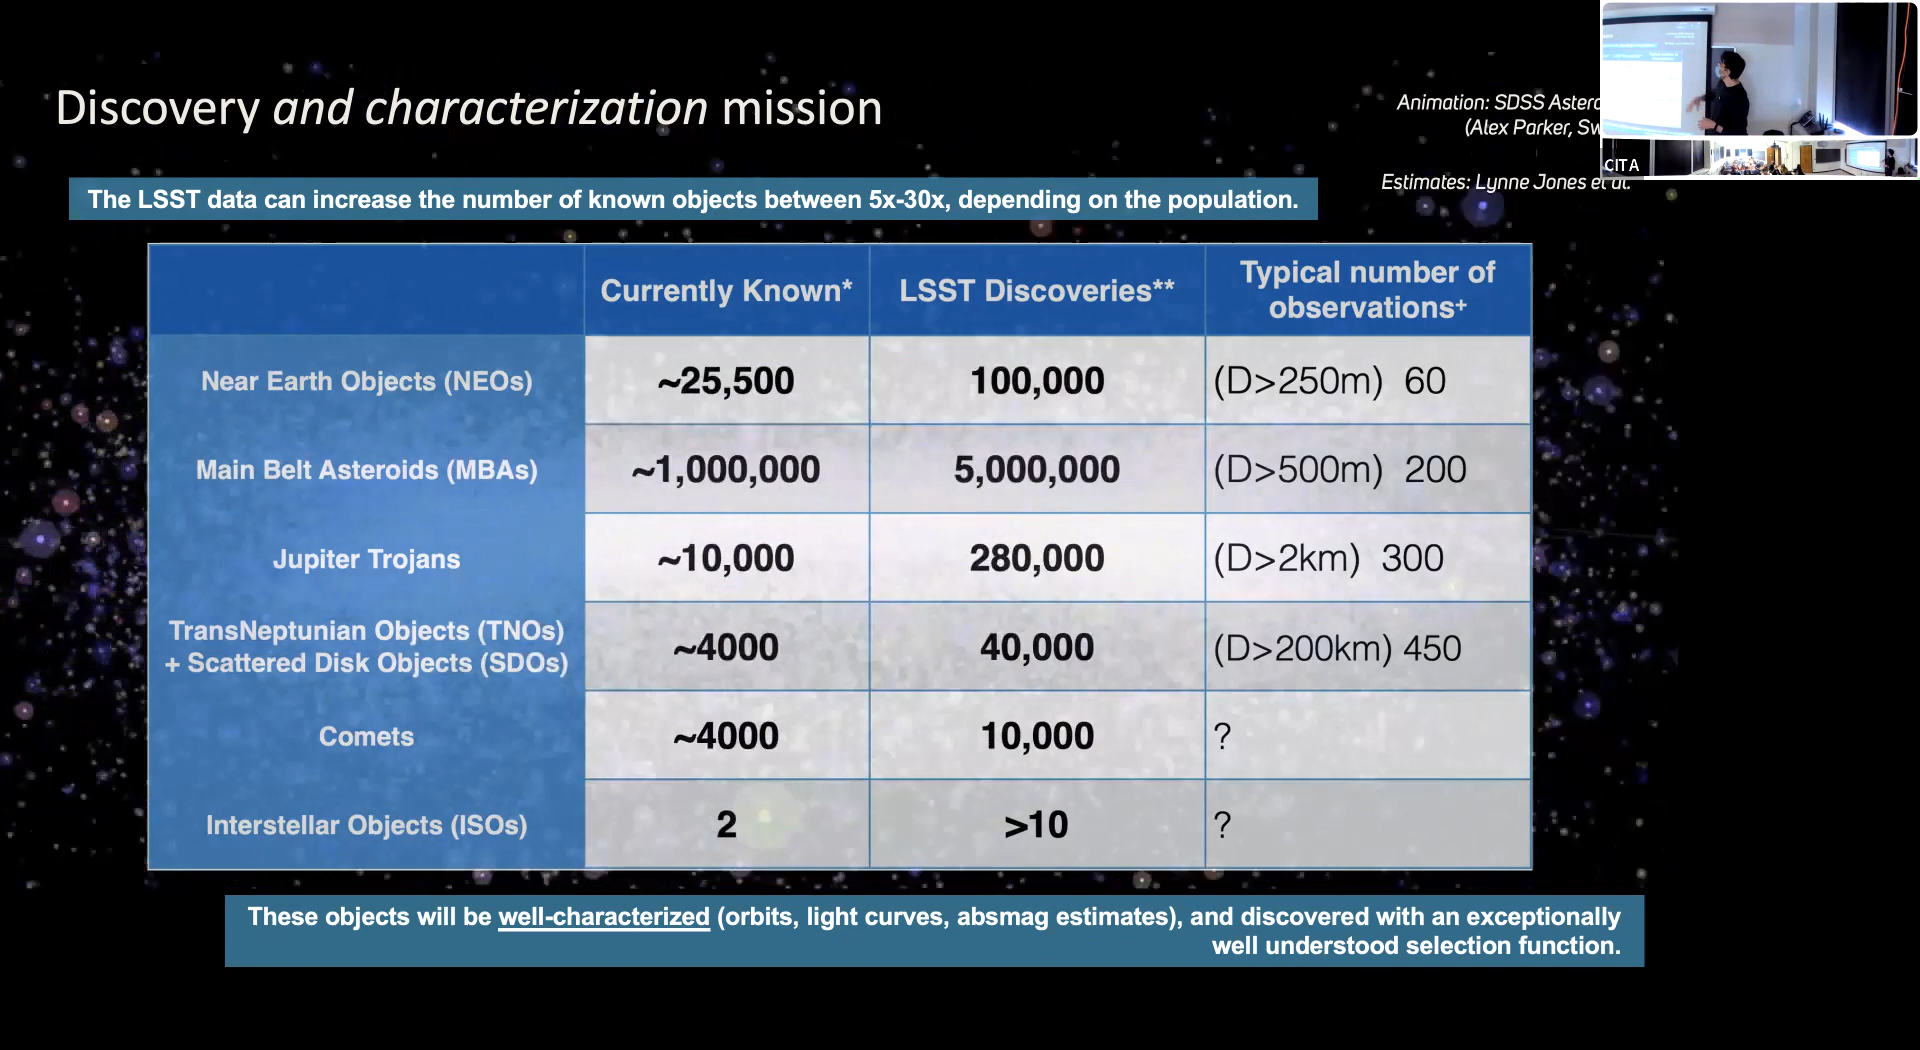 Discovery and characterization mission
Animation: SDSS
(Alex Parker,
CITA
Estimates: Lynne Jones et al.
The LSST data can increase the number of known objects between 5x-30x, depending on the population.
Currently Known*
LSST Discoveries**
Typical number of
observations+
Near Earth Objects (NEOs)
~25,500
100,000
(D>250m) 60
Main Belt Asteroids (MBAs)
~1,000,000
5,000,000
(D>500m) 200
Jupiter Trojans
~10,000
280,000
(D>2km) 300
TransNeptunian Objects (TNOs)
+ Scattered Disk Objects (SDOs)
~4000
40,000
(D>200km) 450
Comets
~4000
10,000
?
Interstellar Objects (ISOs)
2
>10
?
These objects will be well-characterized (orbits, light curves, absmag estimates), and discovered with an exceptionally
well understood selection function.